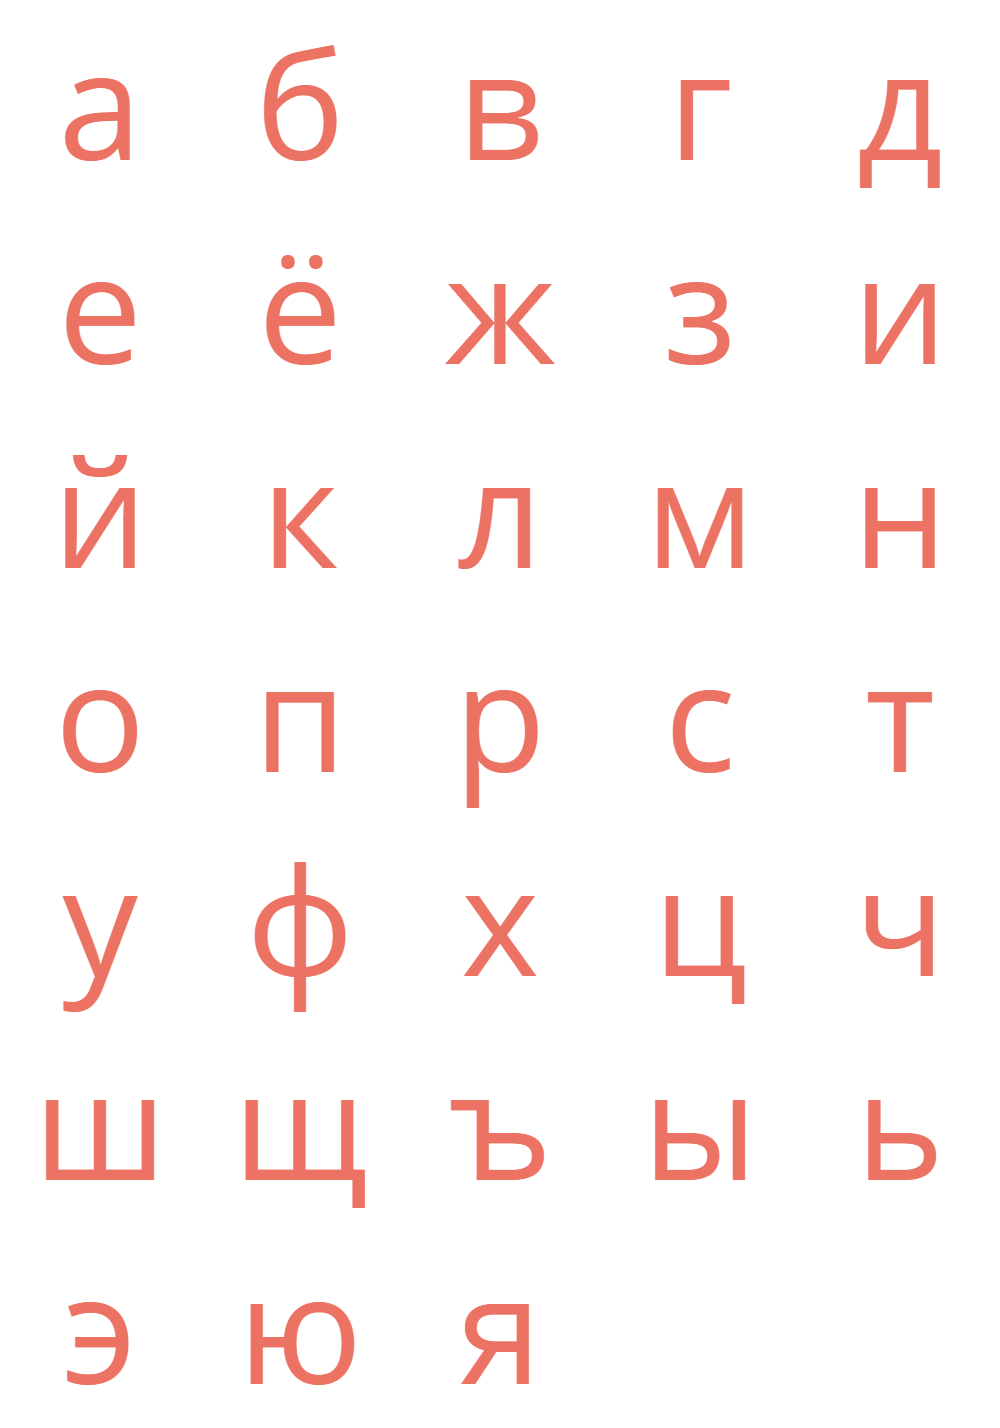 а б в г д
е ё ж з и
й к л м н
о п р с т
у ф х ц ч
ш щ ъ ы ь
э ю я